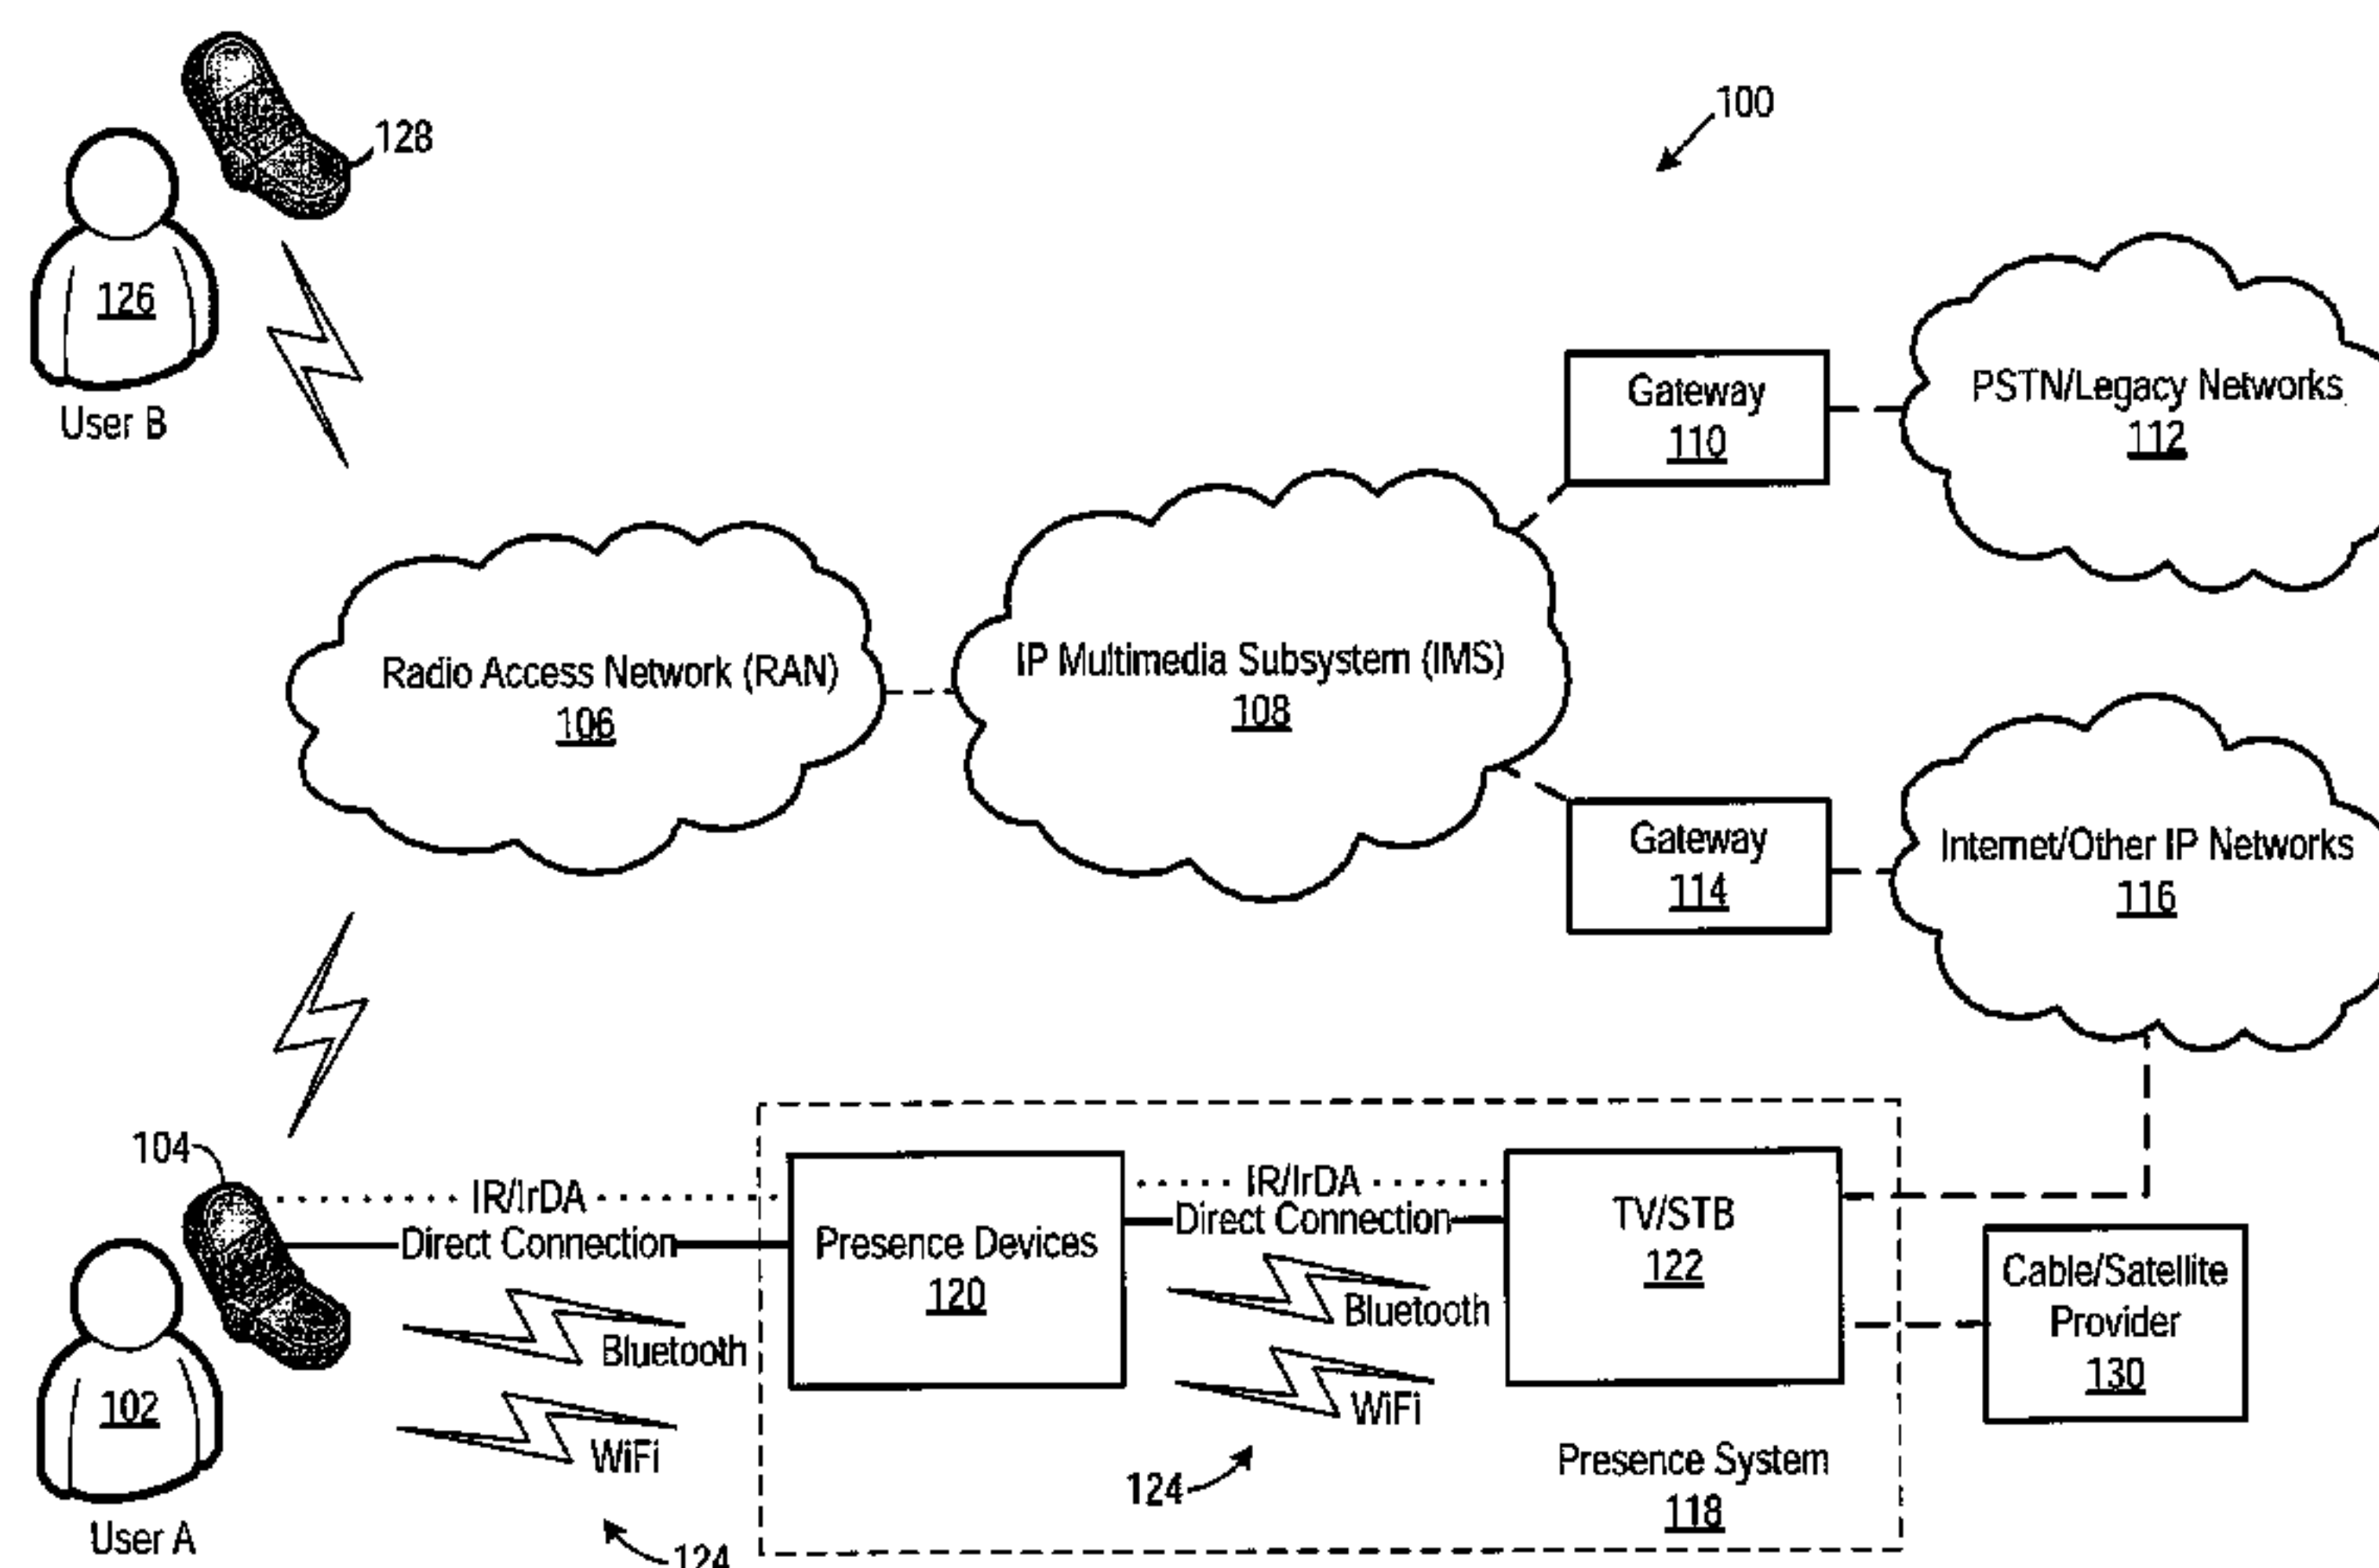 100
128
126
User B
Gateway
110
PSTN/Legacy Networks
112
Radio Access Network (RAN)
106
IP Multimedia Subsystem (IMS)
108
Gateway
114
Internet/Other IP Networks
116
104
102
User A
IR/IrDA
Direct Connection
Bluetooth
WiFi
124
Presence Devices
120
IR/IrDA
Direct Connection
Bluetooth
WiFi
124
TV/STB
122
Presence System
118
Cable/Satellite
Provider
130